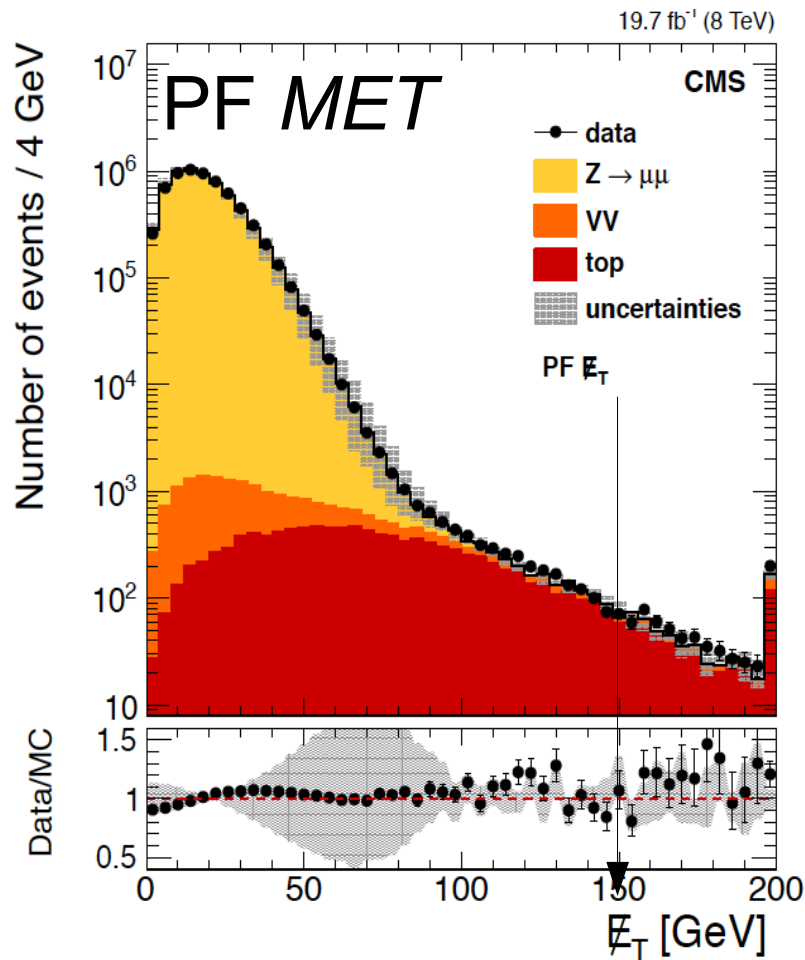 19.7 fb⁻¹ (8 TeV)
PF MET
CMS
data
Z → μμ
VV
top
uncertainties
PF E̸_T
Number of events / 4 GeV
10⁷
10⁶
10⁵
10⁴
10³
10²
10
Data/MC
1.5
1
0.5
0 50 100 150 200
E̸_T [GeV]